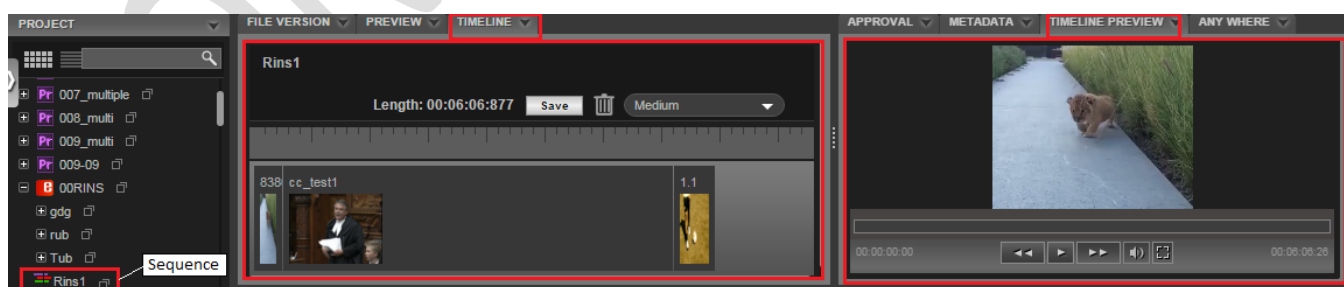 PROJECT
007_multiple
008_multi
009_multi
009-09
00RINS
gdg
rub
Tub
Rins1
Sequence
FILE VERSION
PREVIEW
TIMELINE
Rins1
Length: 00:06:06:877
Save
Medium
838
cc_test1
1.1
APPROVAL
METADATA
TIMELINE PREVIEW
ANY WHERE
00:00:00:00
00:06:06:26